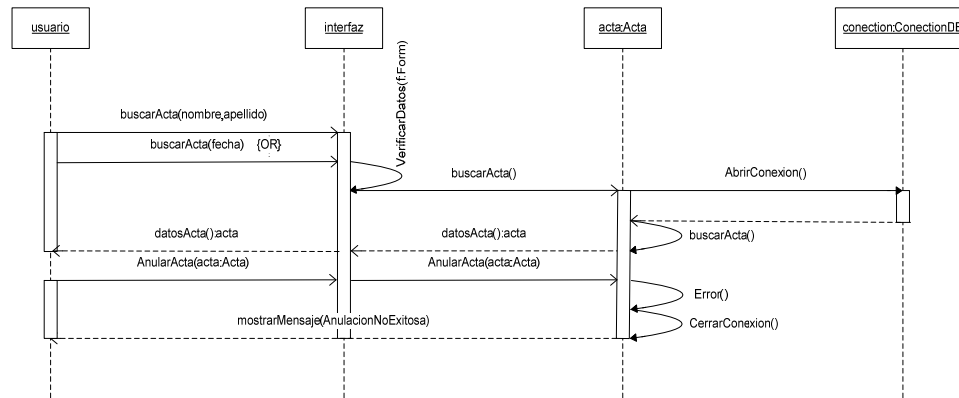 usuario
interfaz
acta:Acta
conection:ConectionDB
VerificarDatos(f:Form)
buscarActa(nombre,apellido)
buscarActa(fecha) {OR}
buscarActa()
AbrirConexion()
datosActa():acta
datosActa():acta
buscarActa()
AnularActa(acta:Acta)
AnularActa(acta:Acta)
Error()
mostrarMensaje(AnulacionNoExitosa)
CerrarConexion()